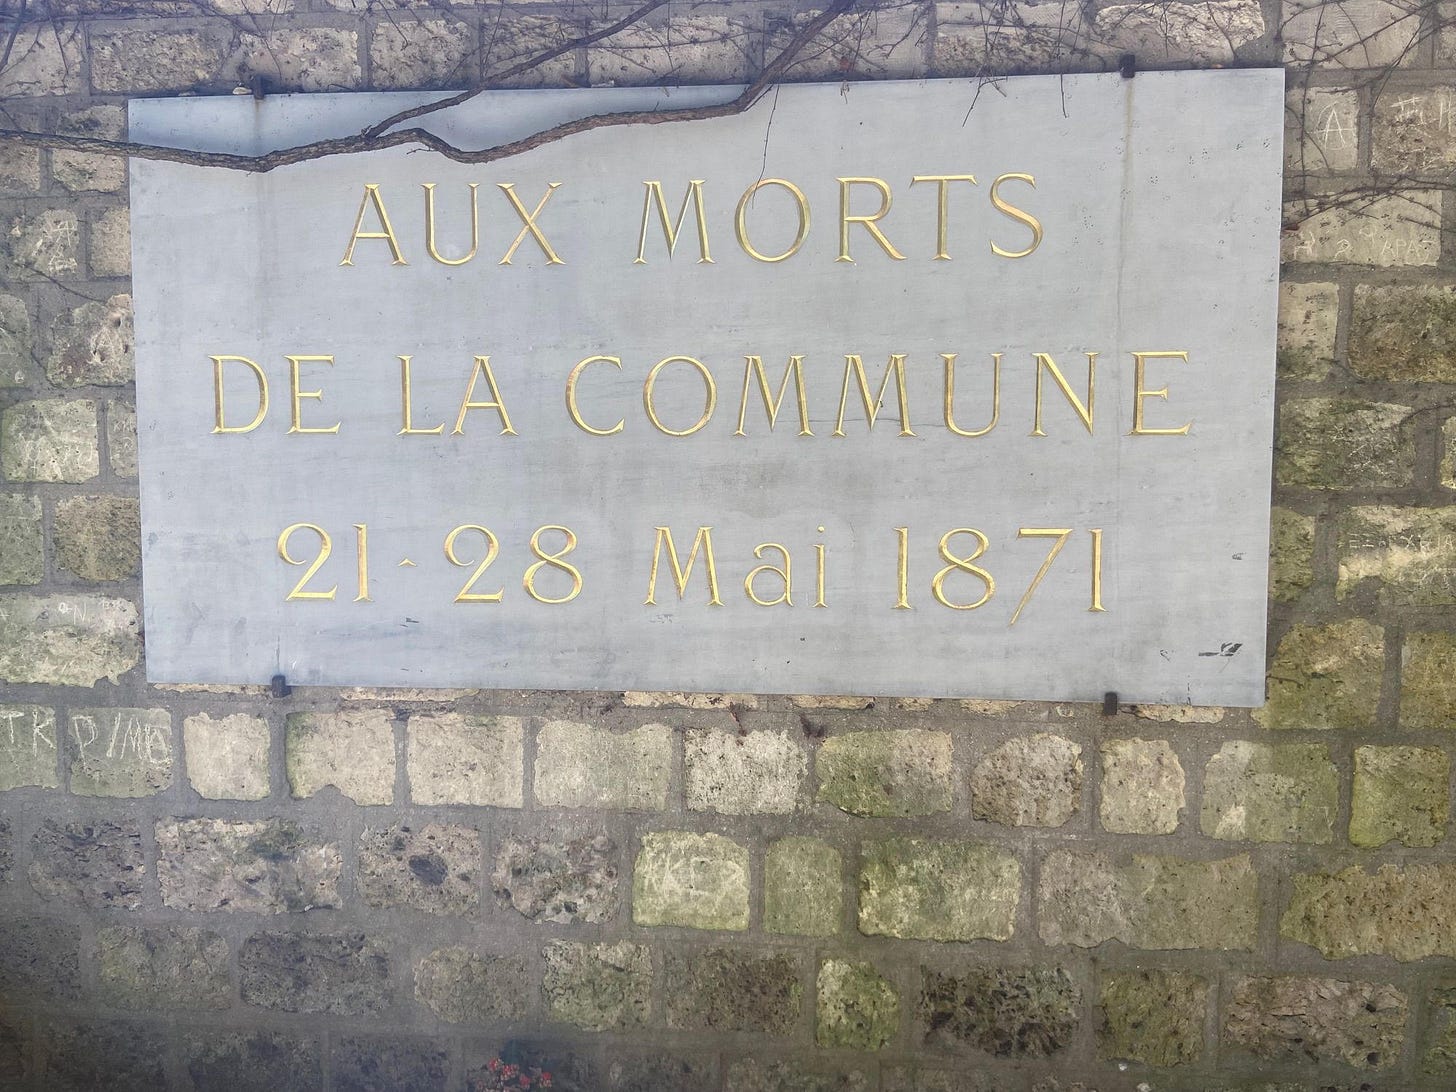 AUX MORTS
DE LA COMMUNE
21-28 Mai 1871